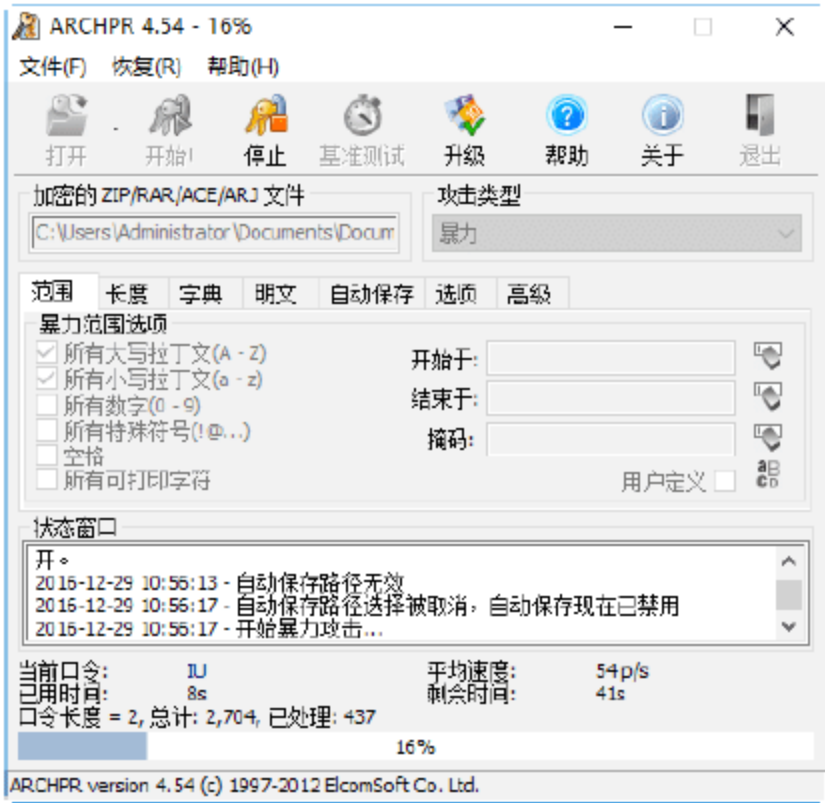 ARCHPR 4.54 - 16%
文件(F) 恢复(R) 帮助(H)
打开 开始! 停止 基准测试 升级 帮助 关于 退出
加密的 ZIP/RAR/ACE/ARJ 文件 攻击类型
C:\Users\Administrator\Documents\Docum 暴力
范围 长度 字典 明文 自动保存 选项 高级
暴力范围选项
所有大写拉丁文(A - Z) 开始于:
所有小写拉丁文(a - z)
所有数字(0 - 9) 结束于:
所有特殊符号(!@...) 掩码:
空格
所有可打印字符 用户定义
状态窗口
开。
2016-12-29 10:56:13 - 自动保存路径无效
2016-12-29 10:56:17 - 自动保存路径选择被取消，自动保存现在已禁用
2016-12-29 10:56:17 - 开始暴力攻击...
当前口令: IU 平均速度: 54p/s
已用时间: 8s 剩余时间: 41s
口令长度 = 2, 总计: 2,704, 已处理: 437
16%
ARCHPR version 4.54 (c) 1997-2012 ElcomSoft Co. Ltd.